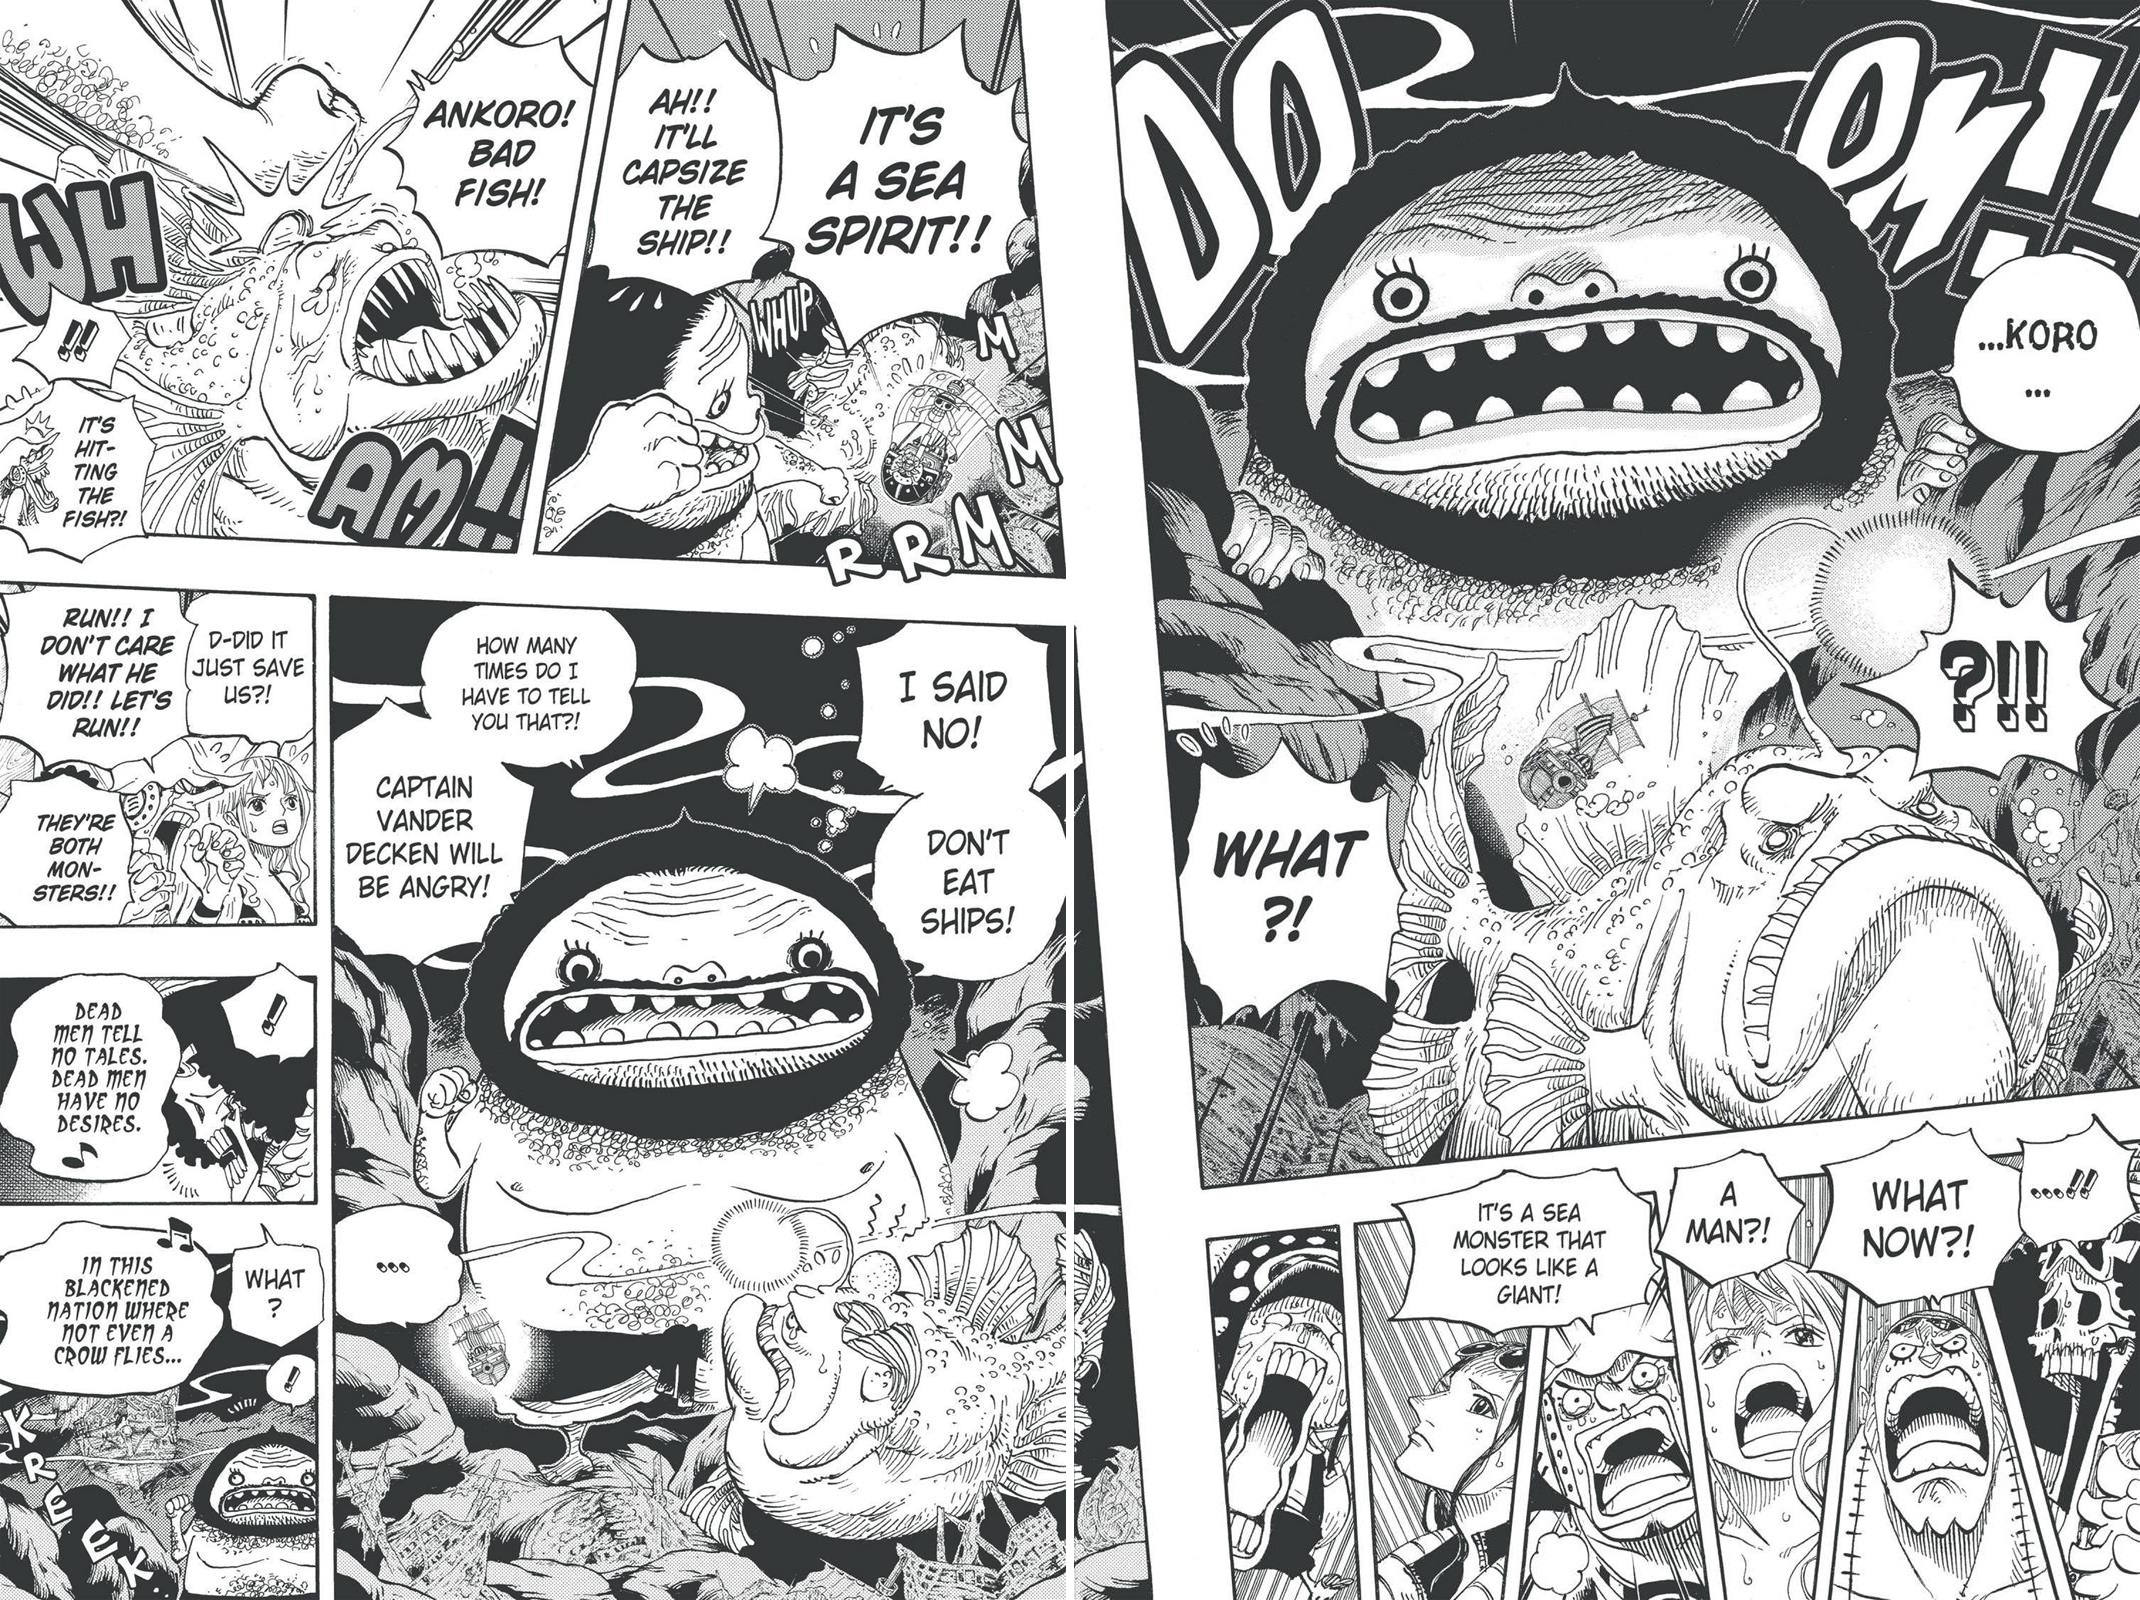 DOOM!!
...KORO
...
?!!
WHAT
?!
...!!
WHAT
NOW?!
A
MAN?!
IT'S A SEA
MONSTER THAT
LOOKS LIKE A
GIANT!
IT'S
A SEA
SPIRIT!!
AH!!
IT'LL
CAPSIZE
THE
SHIP!!
WHUP
RRMMM
ANKORO!
BAD
FISH!
WHAM!!
!!
IT'S
HIT-
TING
THE
FISH?!
I SAID
NO!
DON'T
EAT
SHIPS!
HOW MANY
TIMES DO I
HAVE TO TELL
YOU THAT?!
CAPTAIN
VANDER
DECKEN WILL
BE ANGRY!
...
D-DID IT
JUST SAVE
US?!
RUN!! I
DON'T CARE
WHAT HE
DID!! LET'S
RUN!!
THEY'RE
BOTH
MON-
STERS!!
!
DEAD
MEN TELL
NO TALES.
DEAD MEN
HAVE NO
DESIRES.
WHAT
?
IN THIS
BLACKENED
NATION WHERE
NOT EVEN A
CROW FLIES...
!
KREEK